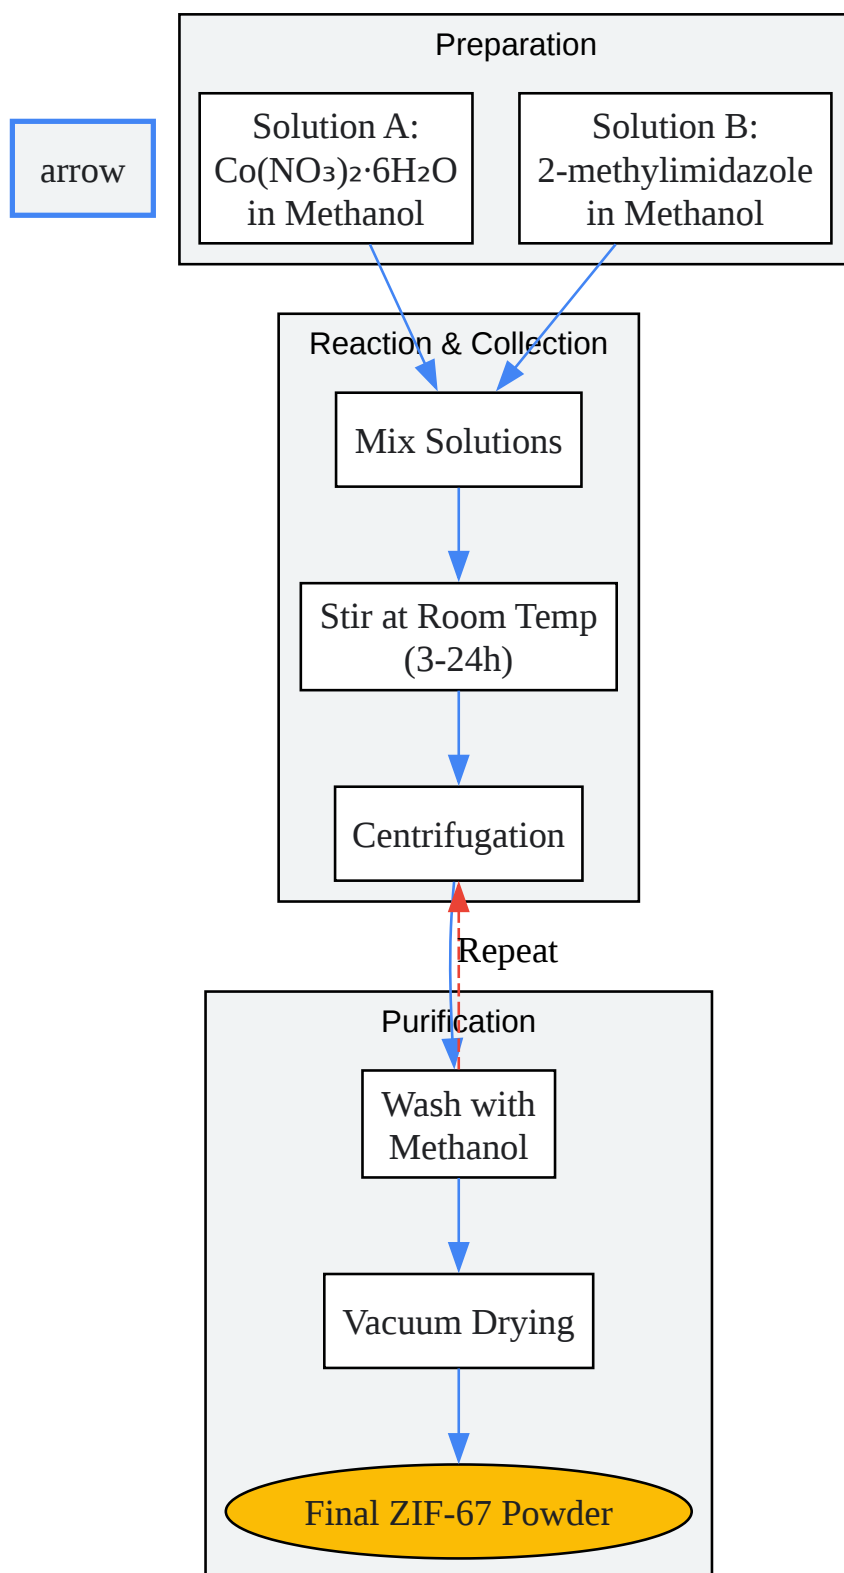 Preparation
arrow
Solution A:
Co(NO₃)₂·6H₂O
in Methanol
Solution B:
2-methylimidazole
in Methanol
Reaction & Collection
Mix Solutions
Stir at Room Temp
(3-24h)
Centrifugation
Repeat
Purification
Wash with
Methanol
Vacuum Drying
Final ZIF-67 Powder